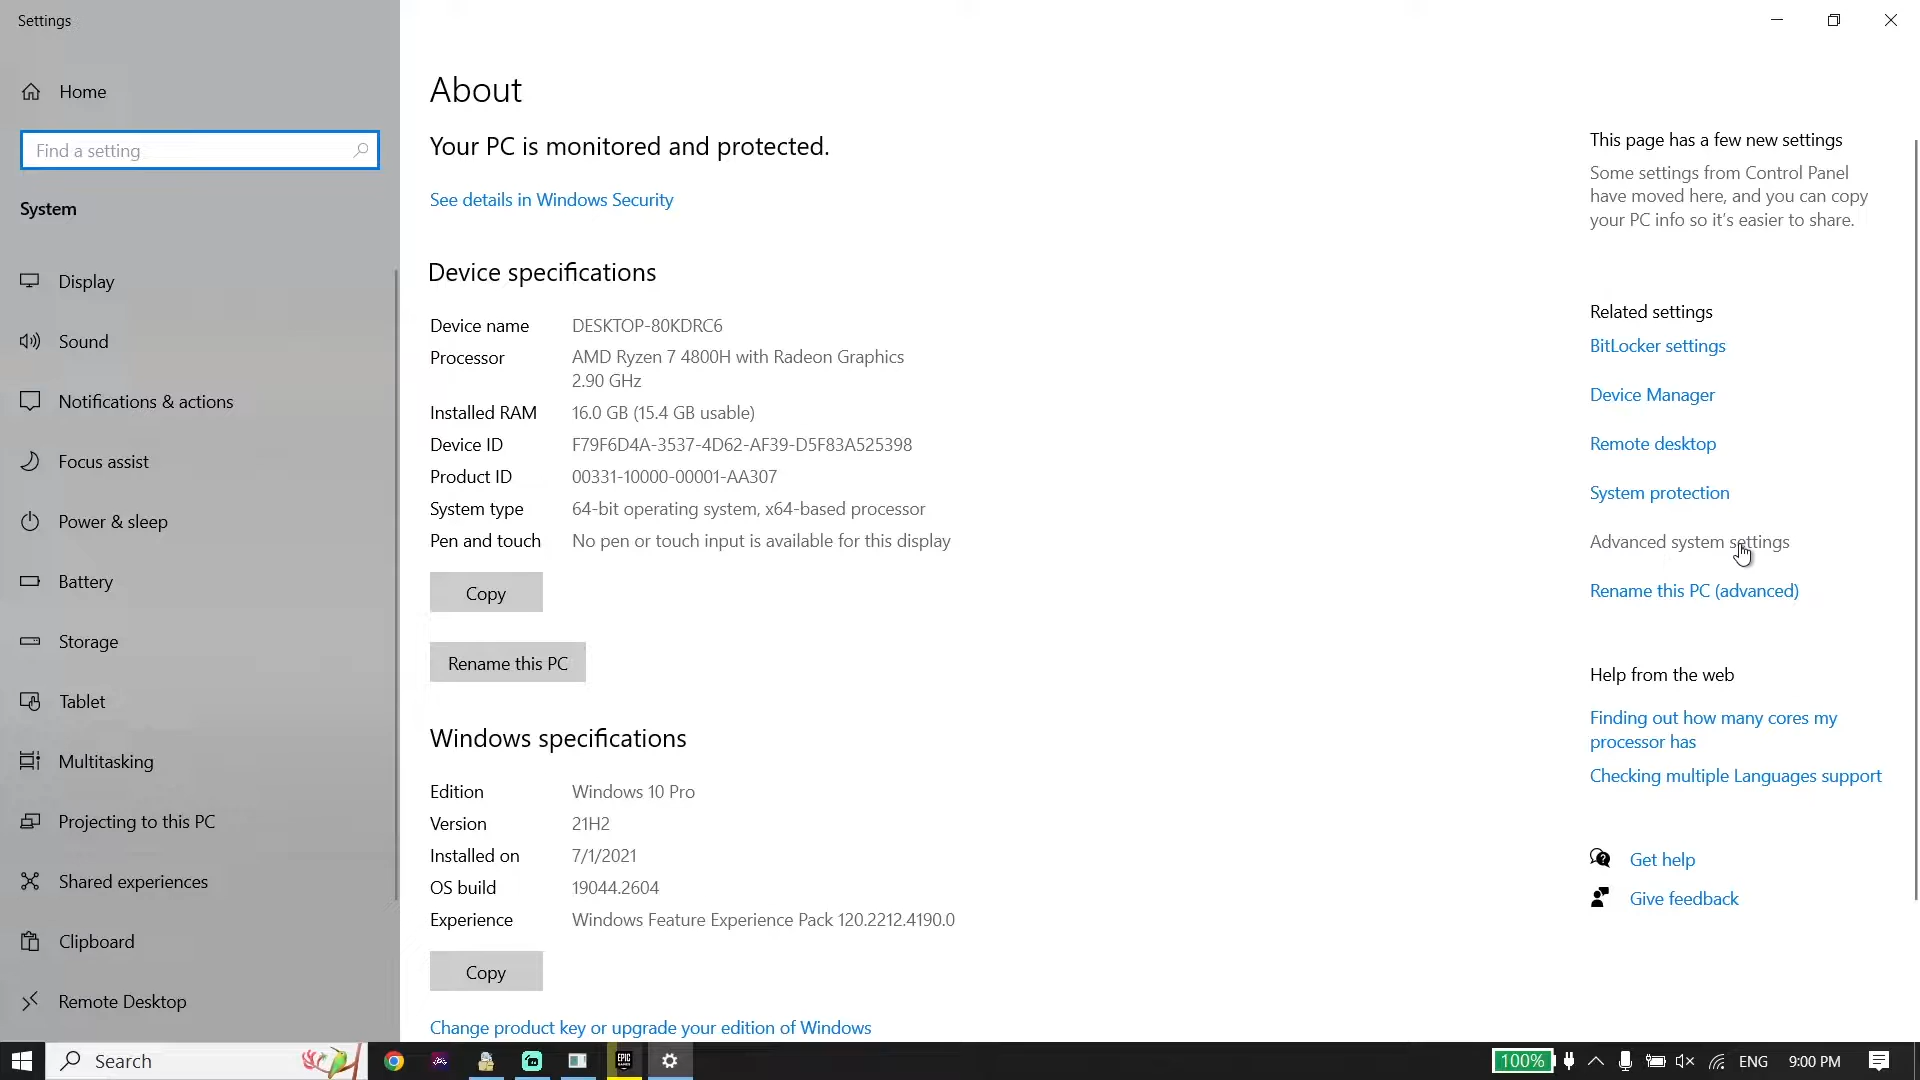 Settings
Home
Find a setting
System
Display
Sound
Notifications & actions
Focus assist
Power & sleep
Battery
Storage
Tablet
Multitasking
Projecting to this PC
Shared experiences
Clipboard
Remote Desktop
About
Your PC is monitored and protected.
See details in Windows Security
Device specifications
Device name DESKTOP-80KDRC6
Processor AMD Ryzen 7 4800H with Radeon Graphics
2.90 GHz
Installed RAM 16.0 GB (15.4 GB usable)
Device ID F79F6D4A-3537-4D62-AF39-D5F83A525398
Product ID 00331-10000-00001-AA307
System type 64-bit operating system, x64-based processor
Pen and touch No pen or touch input is available for this display
Copy
Rename this PC
Windows specifications
Edition Windows 10 Pro
Version 21H2
Installed on 7/1/2021
OS build 19044.2604
Experience Windows Feature Experience Pack 120.2212.4190.0
Copy
Change product key or upgrade your edition of Windows
This page has a few new settings
Some settings from Control Panel
have moved here, and you can copy
your PC info so it's easier to share.
Related settings
BitLocker settings
Device Manager
Remote desktop
System protection
Advanced system settings
Rename this PC (advanced)
Help from the web
Finding out how many cores my
processor has
Checking multiple Languages support
Get help
Give feedback
Search
EPIC
GAMES
100%
ENG
9:00 PM